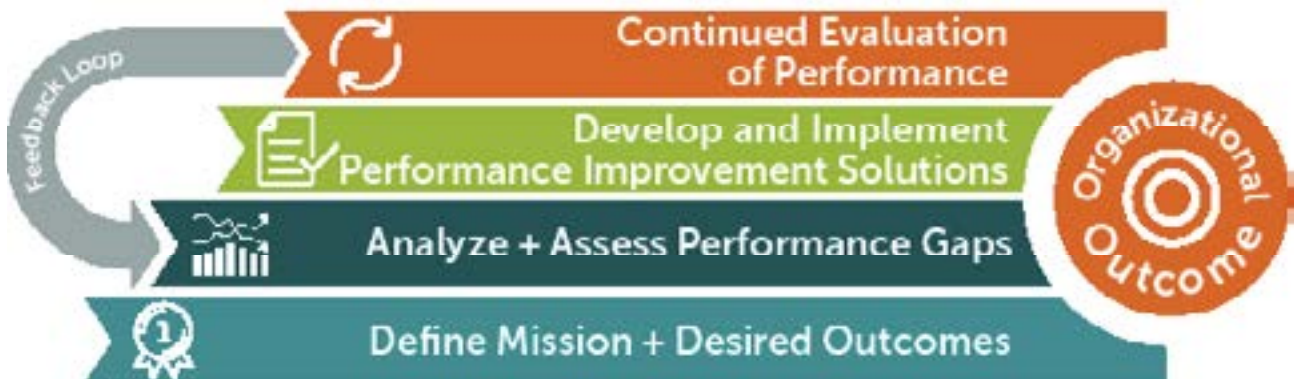 Feedback Loop
Continued Evaluation
of Performance
Develop and Implement
Performance Improvement Solutions
Analyze + Assess Performance Gaps
1
Define Mission + Desired Outcomes
Organizational
Outcome